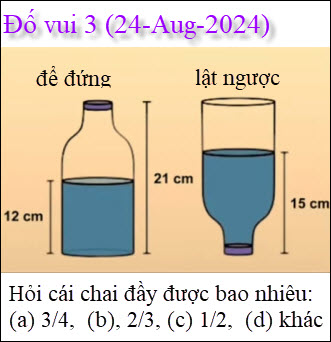 Đố vui 3 (24-Aug-2024)
để đứng lật ngược
21 cm
12 cm
15 cm
Hỏi cái chai đầy được bao nhiêu:
(a) 3/4, (b), 2/3, (c) 1/2, (d) khác